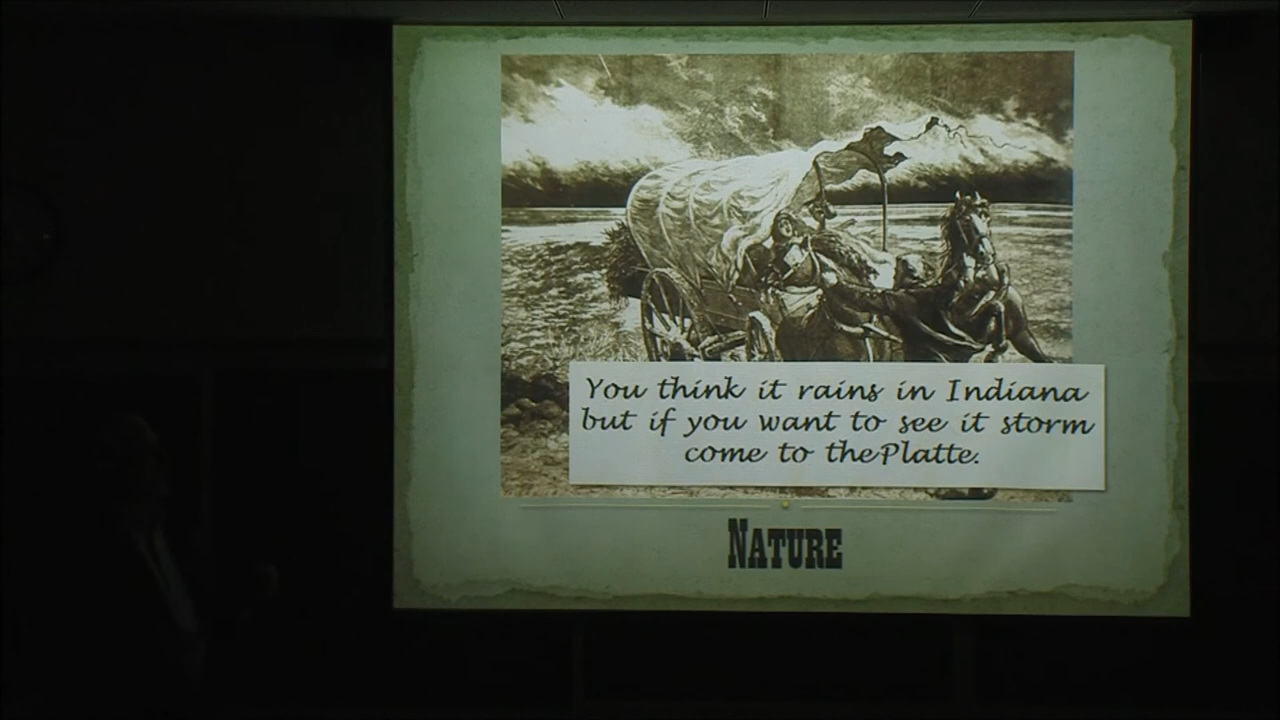 You think it rains in Indiana
but if you want to see it storm
come to thePlatte.
NATURE